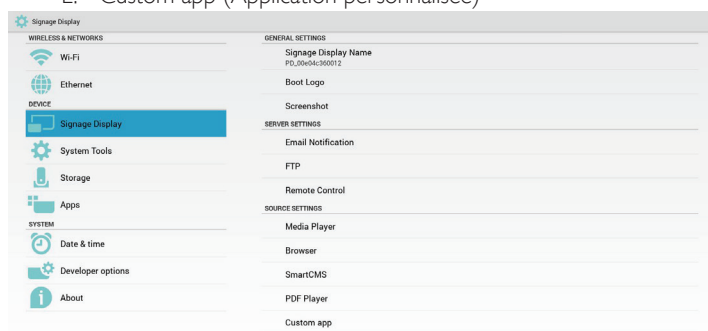 Custom app (Application personnalisée)
Signage Display
WIRELESS & NETWORKS
Wi-Fi
Ethernet
DEVICE
Signage Display
System Tools
Storage
Apps
SYSTEM
Date & time
Developer options
About
GENERAL SETTINGS
Signage Display Name
PD_00e04c360012
Boot Logo
Screenshot
SERVER SETTINGS
Email Notification
FTP
Remote Control
SOURCE SETTINGS
Media Player
Browser
SmartCMS
PDF Player
Custom app